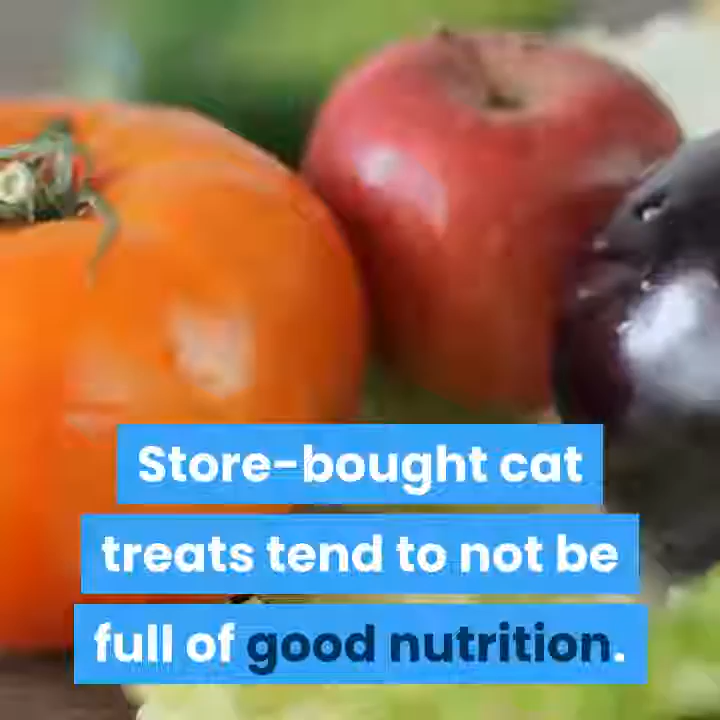 Store-bought cat
treats tend to not be
full of good nutrition.